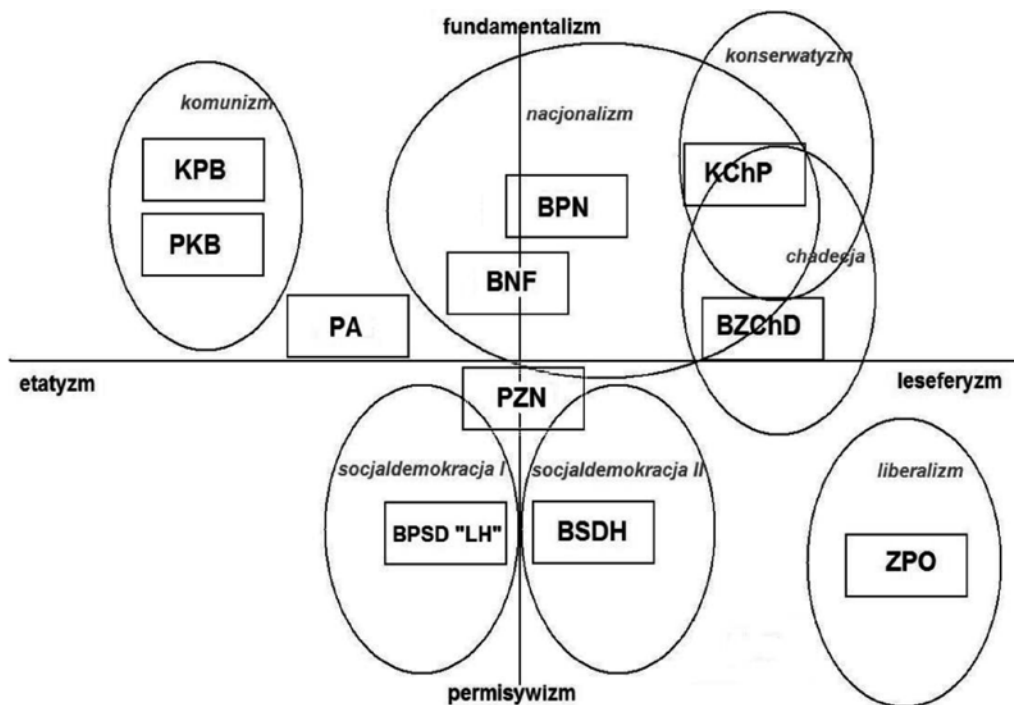 fundamentalizm
konserwatyzm
komunizm
nacjonalizm
KPB
KChP
BPN
PKB
chadecja
BNF
PA
BZChD
etatyzm
leseferyzm
PZN
socjaldemokracja I
socjaldemokracja II
liberalizm
BPSD "LH"
BSDH
ZPO
permisywizm